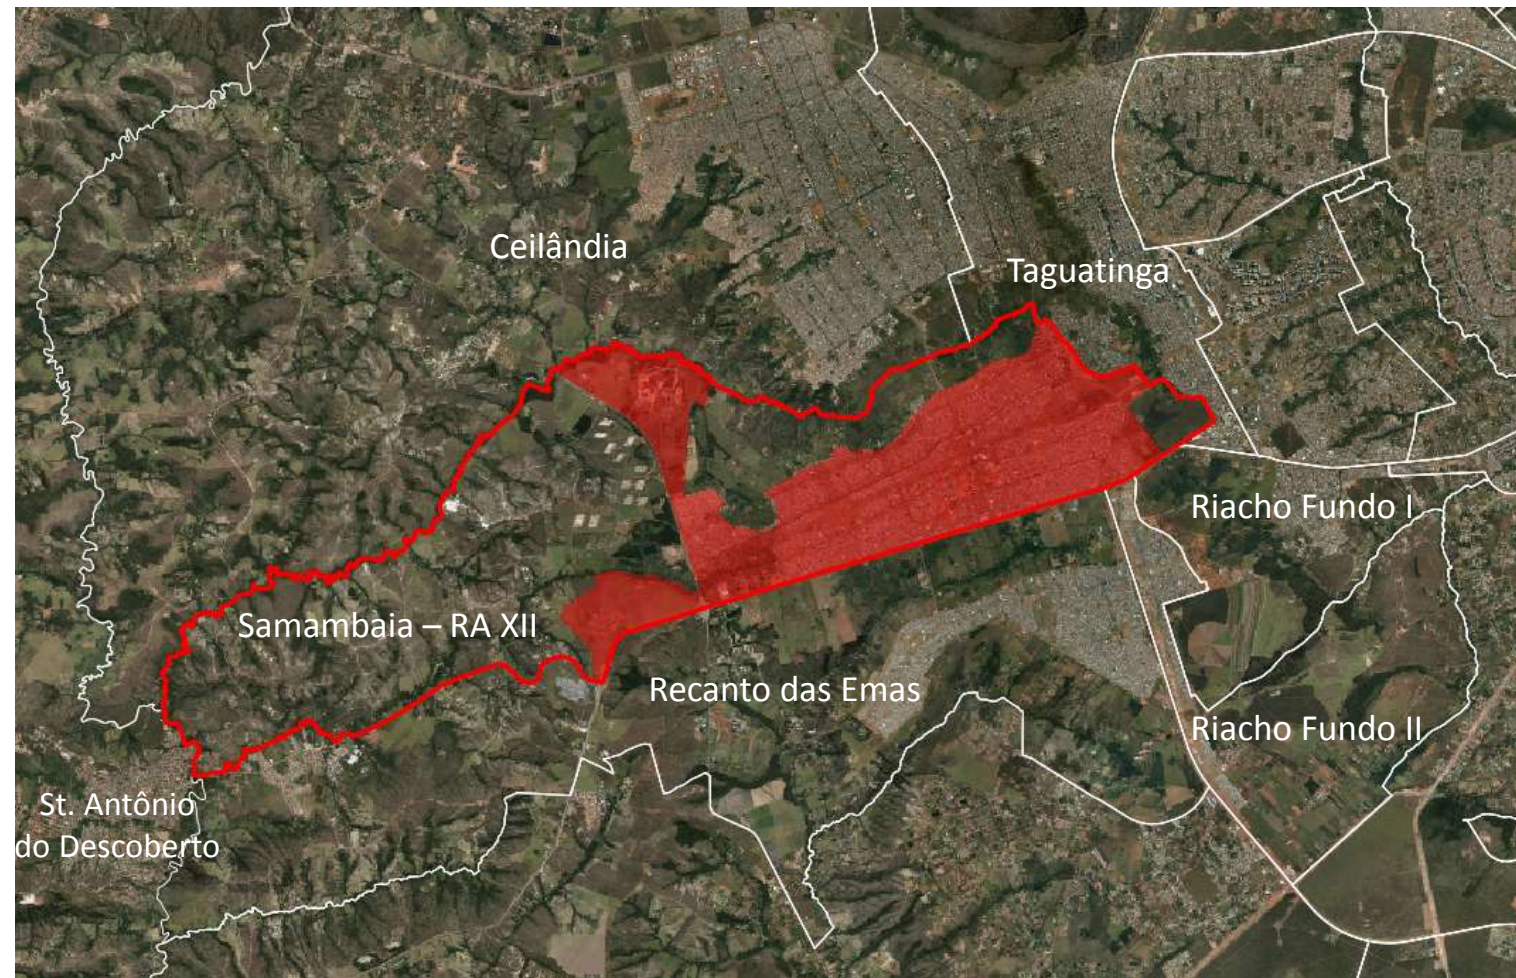 Ceilândia
Taguatinga
Riacho Fundo I
Samambaia – RA XII
Recanto das Emas
Riacho Fundo II
St. Antônio
do Descoberto